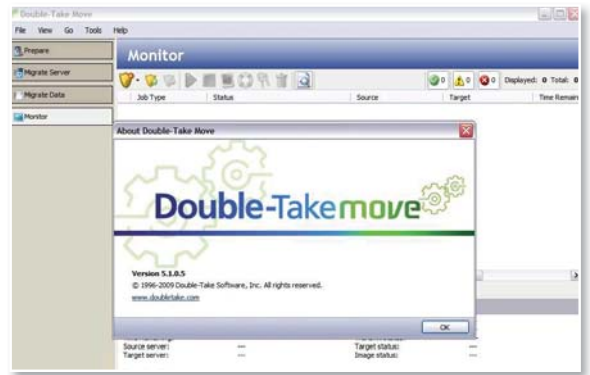 Double-Take Move
File View Go Tools Help
Prepare
Monitor
Migrate Server
0 0 0 Displayed: 0 Total: 0
Migrate Data
Job Type Status Source Target Time Remain
Monitor
About Double-Take Move
Double-Takemove
Version 5.1.0.5
© 1996-2009 Double-Take Software, Inc. All rights reserved.
www.doubletake.com
OK
Source server: --- Target status: ---
Target server: --- Image status: ---